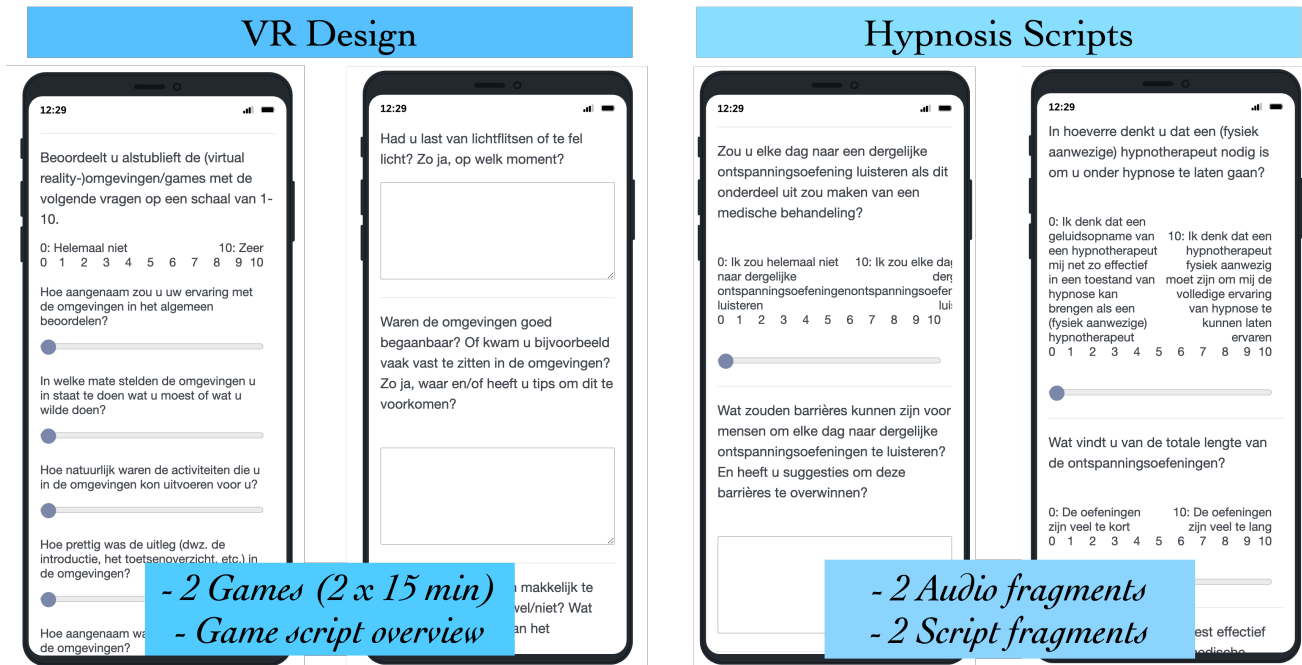 VR Design
12:29
Beoordeelt u alstublieft de (virtual
reality-)omgevingen/games met de
volgende vragen op een schaal van 1-
10.
0: Helemaal niet 10: Zeer
0 1 2 3 4 5 6 7 8 9 10
Hoe aangenaam zou u uw ervaring met
de omgevingen in het algemeen
beoordelen?
In welke mate stelden de omgevingen u
in staat te doen wat u moest of wat u
wilde doen?
Hoe natuurlijk waren de activiteiten die u
in de omgevingen kon uitvoeren voor u?
Hoe prettig was de uitleg (dwz. de
introductie, het toetsenoverzicht, etc.) in
de omgevingen?
Hoe aangenaam
de omgevingen?
12:29
Had u last van lichtflitsen of te fel
licht? Zo ja, op welk moment?
Waren de omgevingen goed
begaanbaar? Of kwam u bijvoorbeeld
vaak vast te zitten in de omgevingen?
Zo ja, waar en/of heeft u tips om dit te
voorkomen?
makkelijk te
wel/niet? Wat
an het
- 2 Games (2 x 15 min)
- Game script overview
Hypnosis Scripts
12:29
Zou u elke dag naar een dergelijke
ontspanningsoefening luisteren als dit
onderdeel uit zou maken van een
medische behandeling?
0: Ik zou helemaal niet 10: Ik zou elke dag
naar dergelijke derg
ontspanningsoefeningenontspanningsoefen
luisteren luis
0 1 2 3 4 5 6 7 8 9 10
Wat zouden barrières kunnen zijn voor
mensen om elke dag naar dergelijke
ontspanningsoefeningen te luisteren?
En heeft u suggesties om deze
barrières te overwinnen?
12:29
In hoeverre denkt u dat een (fysiek
aanwezige) hypnotherapeut nodig is
om u onder hypnose te laten gaan?
0: Ik denk dat een
geluidsopname van 10: Ik denk dat een
een hypnotherapeut hypnotherapeut
mij net zo effectief fysiek aanwezig
in een toestand van moet zijn om mij de
hypnose kan volledige ervaring
brengen als een van hypnose te
(fysiek aanwezige) kunnen laten
hypnotherapeut ervaren
0 1 2 3 4 5 6 7 8 9 10
Wat vindt u van de totale lengte van
de ontspanningsoefeningen?
0: De oefeningen 10: De oefeningen
zijn veel te kort zijn veel te lang
0 1 2 3 4 5 6 7 8 9 10
est effectief
- 2 Audio fragments
- 2 Script fragments